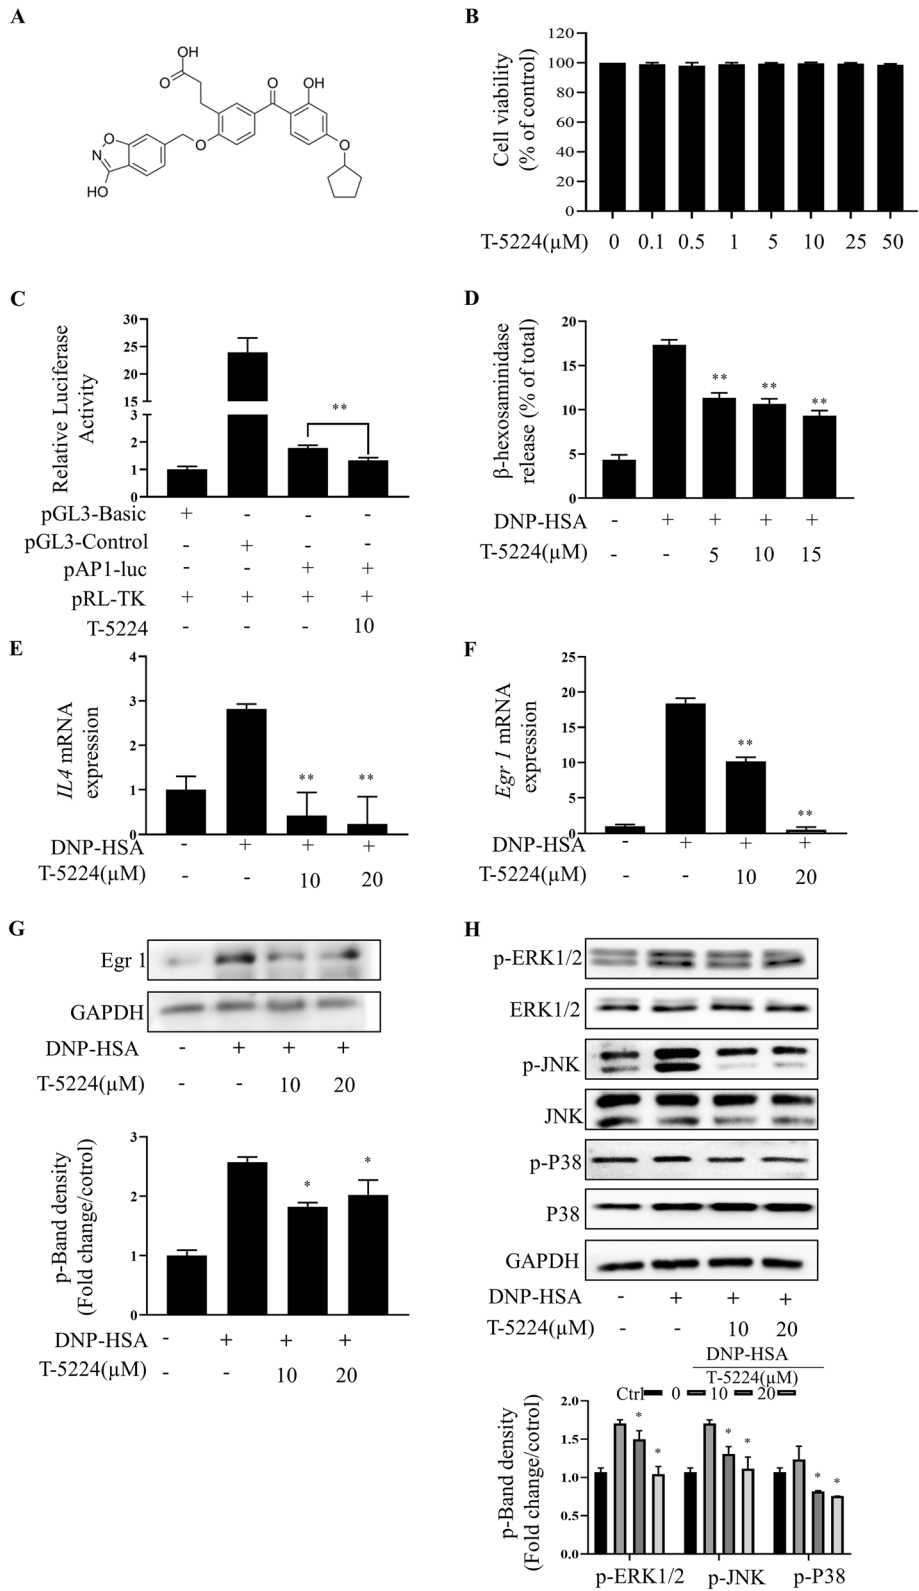 A
OH
O
O
OH
O
N
O
O
HO
B
Cell viability
(% of control)
120
100
80
60
40
20
0
T-5224(μM) 0 0.1 0.5 1 5 10 25 50
C
Relative Luciferase
Activity
30
25
20
15
3
2
1
0
**
pGL3-Basic + - - -
pGL3-Control - + - -
pAP1-luc - - + +
pRL-TK + + + +
T-5224 - - - 10
D
β-hexosaminidase
release (% of total)
20
15
10
5
0
** ** **
DNP-HSA - + + + +
T-5224(μM) - - 5 10 15
E
IL4 mRNA
expression
4
3
2
1
0
** **
DNP-HSA - + + +
T-5224(μM) - - 10 20
F
Egr 1 mRNA
expression
25
20
15
10
5
0
** **
DNP-HSA - + + +
T-5224(μM) - - 10 20
G
Egr 1
GAPDH
DNP-HSA - + + +
T-5224(μM) - - 10 20
p-Band density
(Fold change/cotrol)
3
2
1
0
* *
DNP-HSA - + + +
T-5224(μM) - - 10 20
H
p-ERK1/2
ERK1/2
p-JNK
JNK
p-P38
P38
GAPDH
DNP-HSA - + + +
T-5224(μM) - - 10 20
DNP-HSA
T-5224(μM)
Ctrl 0 10 20
p-Band density
(Fold change/cotrol)
2.0
1.5
1.0
0.5
0.0
* * * * * *
p-ERK1/2 p-JNK p-P38